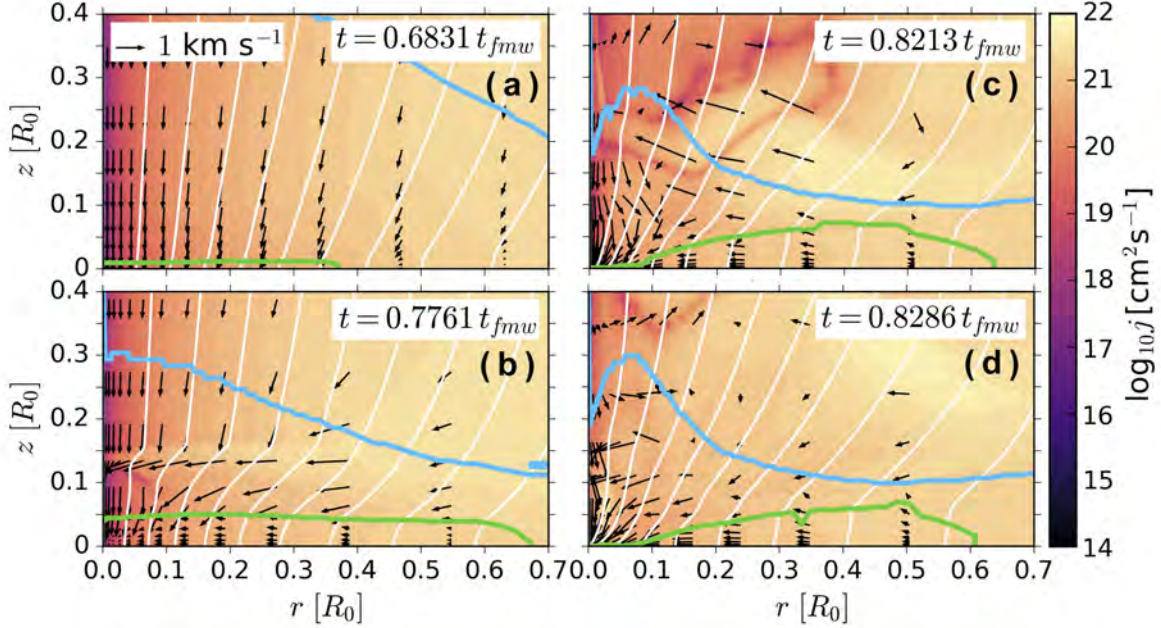 0.4
0.3
0.2
0.1
0
z [R₀]
1 km s⁻¹
t = 0.6831 t_fmw
(a)
t = 0.8213 t_fmw
(c)
0.4
0.3
0.2
0.1
0
z [R₀]
t = 0.7761 t_fmw
(b)
t = 0.8286 t_fmw
(d)
0.0 0.1 0.2 0.3 0.4 0.5 0.6 0.7
r [R₀]
0.0 0.1 0.2 0.3 0.4 0.5 0.6 0.7
r [R₀]
22
21
20
19
18
17
16
15
14
log₁₀ j [cm² s⁻¹]